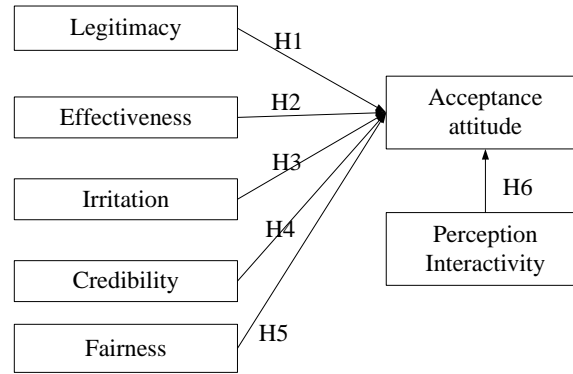 Legitimacy
H1
Effectiveness
H2
Irritation
H3
Credibility
H4
Fairness
H5
Acceptance
attitude
H6
Perception
Interactivity